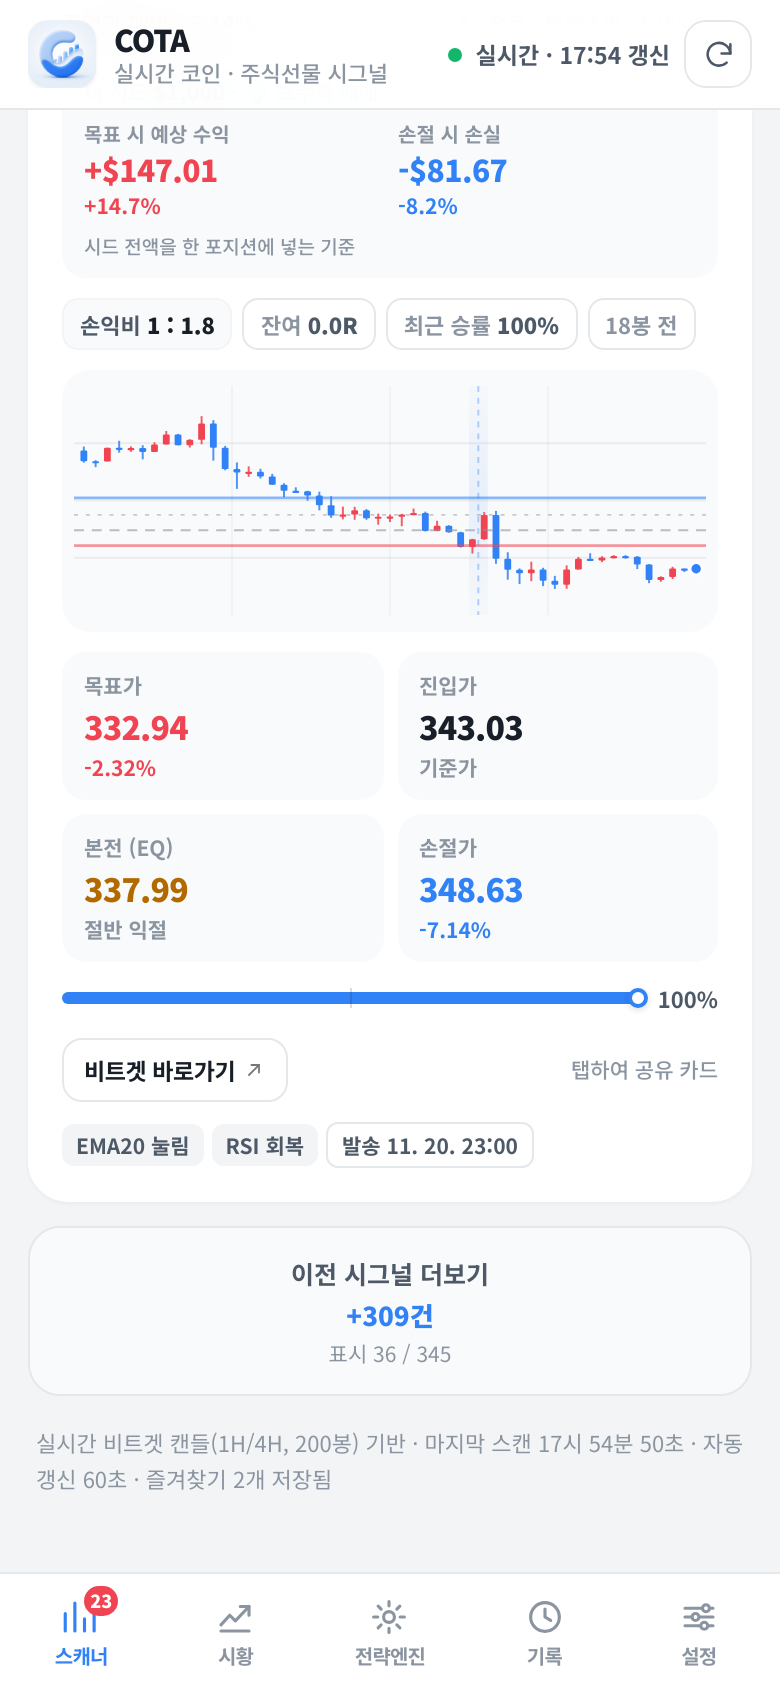 COTA
실시간 코인 · 주식선물 시그널
실시간 · 17:54 갱신
목표 시 예상 수익
손절 시 손실
+$147.01
-$81.67
+14.7%
-8.2%
시드 전액을 한 포지션에 넣는 기준
손익비 1 : 1.8
잔여 0.0R
최근 승률 100%
18봉 전
목표가
332.94
-2.32%
진입가
343.03
기준가
본전 (EQ)
337.99
절반 익절
손절가
348.63
-7.14%
100%
비트겟 바로가기 ↗
탭하여 공유 카드
EMA20 눌림
RSI 회복
발송 11. 20. 23:00
이전 시그널 더보기
+309건
표시 36 / 345
실시간 비트겟 캔들(1H/4H, 200봉) 기반 · 마지막 스캔 17시 54분 50초 · 자동
갱신 60초 · 즐겨찾기 2개 저장됨
23
스캐너
시황
전략엔진
기록
설정